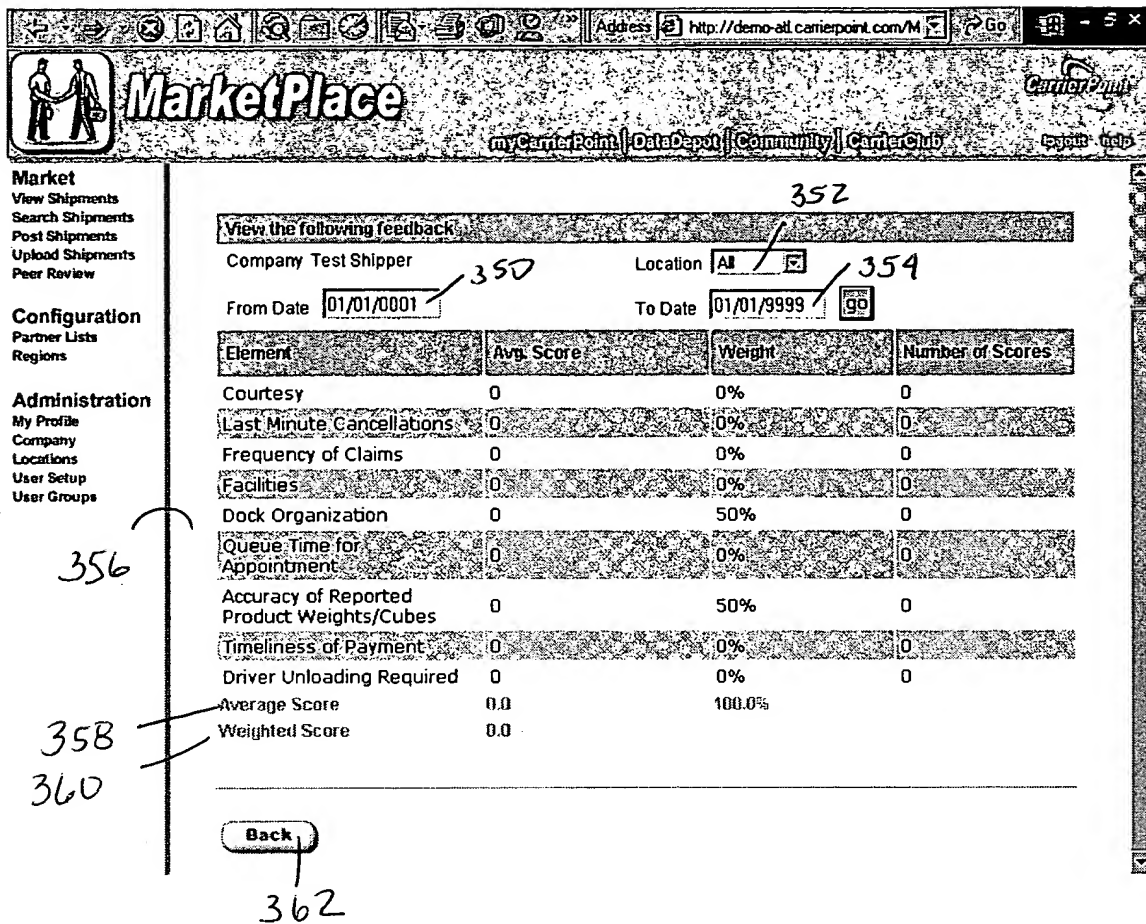 Address http://demo-atl.carrierpoint.com/M Go
MarketPlace
CarrierPoint
myCarrierPoint DataDepot Community CarrierClub logout help
Market
View Shipments
Search Shipments
Post Shipments
Upload Shipments
Peer Review
Configuration
Partner Lists
Regions
Administration
My Profile
Company
Locations
User Setup
User Groups
352
View the following feedback
Company Test Shipper 350 Location All 354
From Date 01/01/0001 To Date 01/01/9999 go
Element Avg. Score Weight Number of Scores
Courtesy 0 0% 0
Last Minute Cancellations 0 0% 0
Frequency of Claims 0 0% 0
Facilities 0 0% 0
Dock Organization 0 50% 0
356
Queue Time for
Appointment 0 0% 0
Accuracy of Reported
Product Weights/Cubes 0 50% 0
Timeliness of Payment 0 0% 0
Driver Unloading Required 0 0% 0
358 Average Score 0.0 100.0%
360 Weighted Score 0.0
Back
362